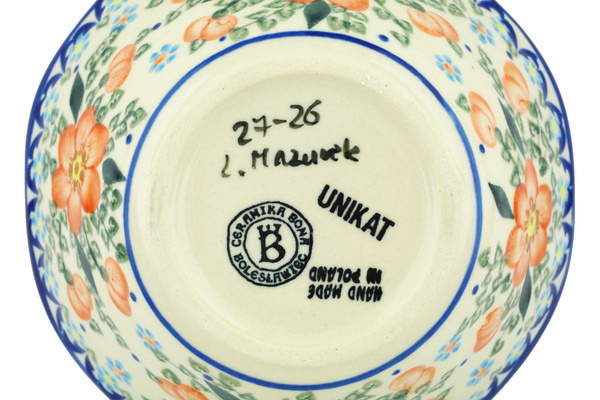 27-26
L. Mazurek
UNIKAT
CERAMIKA BONA
B
BOLESŁAWIEC
HAND MADE
IN POLAND